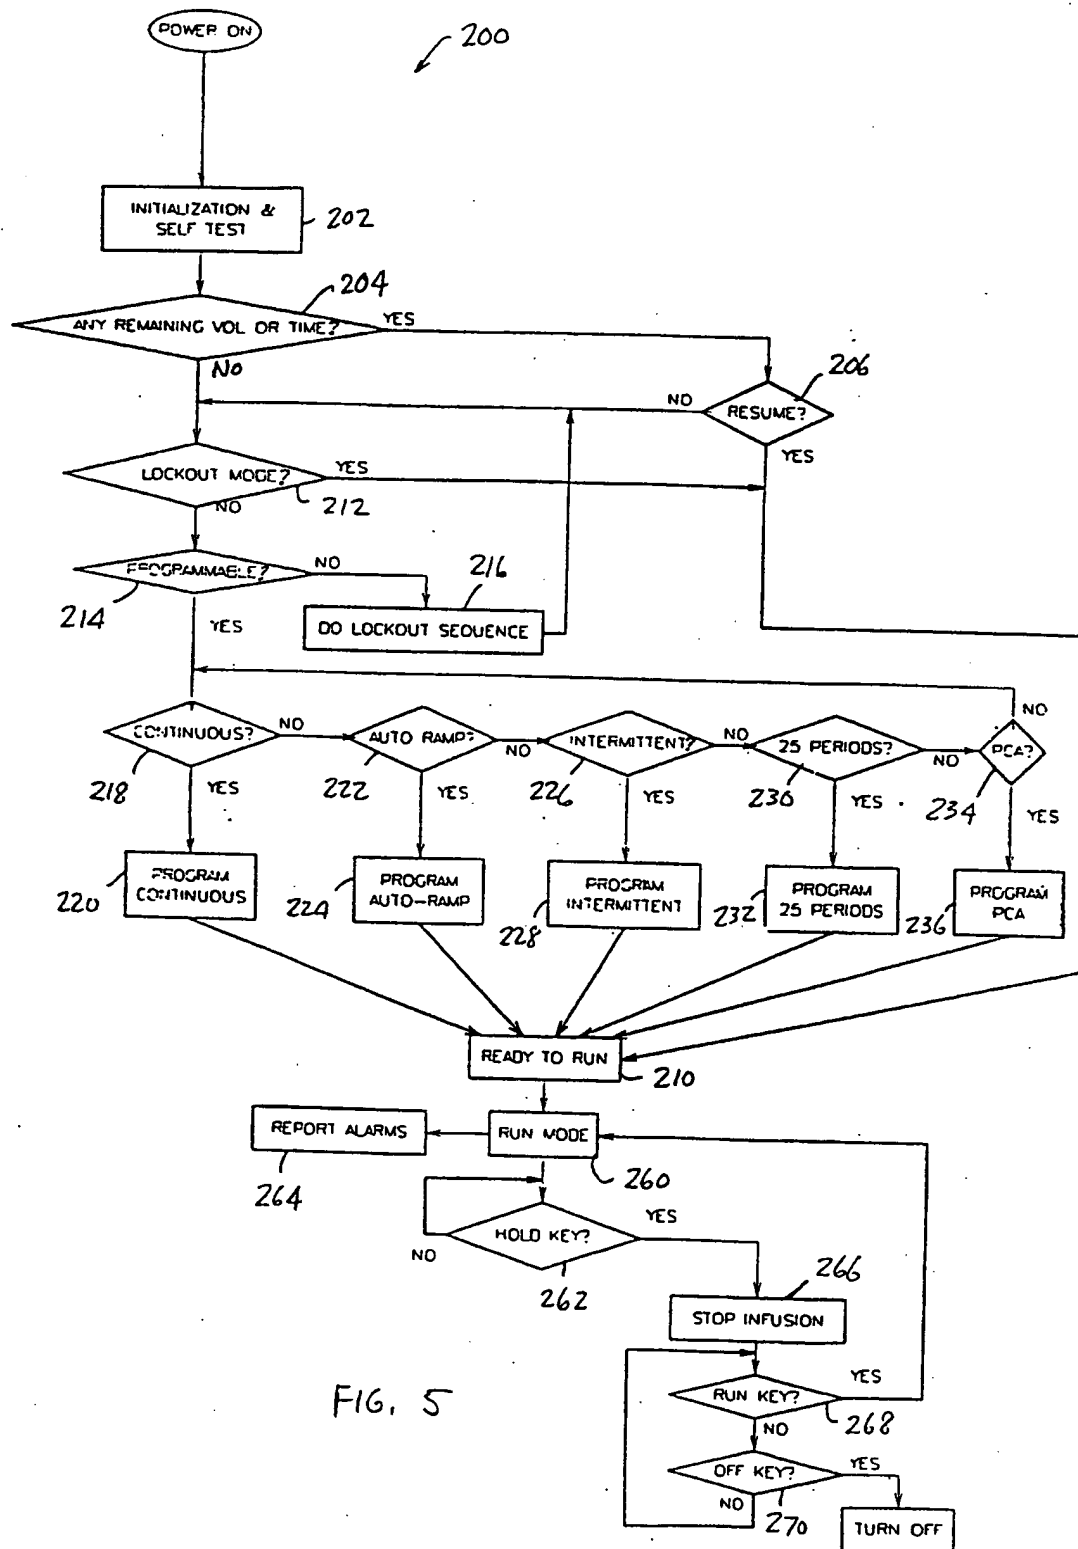 POWER ON
200
INITIALIZATION &
SELF TEST
202
204
ANY REMAINING VOL OR TIME?
YES
NO
206
NO
RESUME?
YES
LOCKOUT MODE?
YES
212
NO
PROGRAMMABLE?
NO
214
216
DO LOCKOUT SEQUENCE
YES
NO
CONTINUOUS?
NO
AUTO RAMP?
NO
INTERMITTENT?
NO
25 PERIODS?
NO
PCA?
218
YES
222
YES
226
YES
230
YES
234
YES
PROGRAM
CONTINUOUS
220
PROGRAM
AUTO-RAMP
224
PROGRAM
INTERMITTENT
228
PROGRAM
25 PERIODS
232
PROGRAM
PCA
236
READY TO RUN
210
REPORT ALARMS
264
RUN MODE
260
HOLD KEY?
YES
NO
262
266
STOP INFUSION
RUN KEY?
YES
268
NO
OFF KEY?
YES
NO
270
TURN OFF
FIG. 5